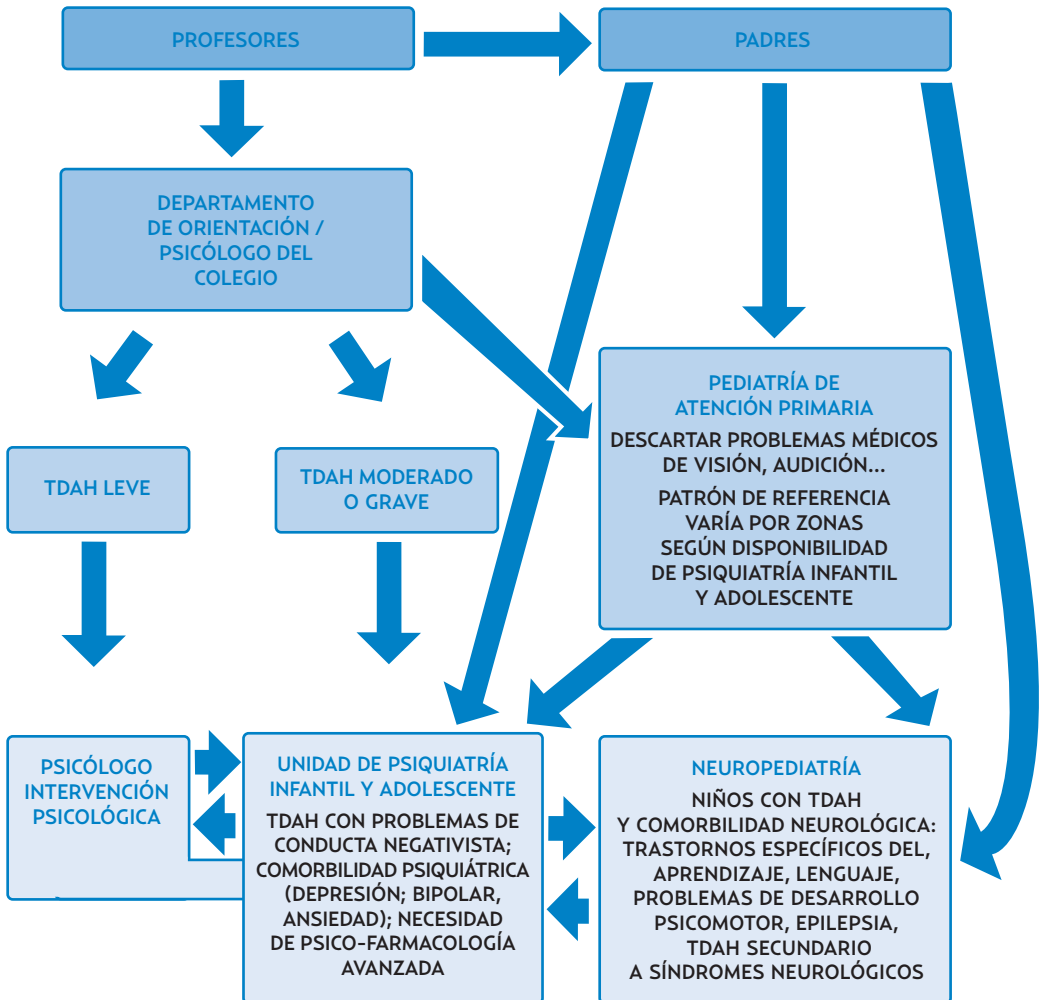 PROFESORES
PADRES
DEPARTAMENTO
DE ORIENTACIÓN /
PSICÓLOGO DEL
COLEGIO
PEDIATRÍA DE
ATENCIÓN PRIMARIA
DESCARTAR PROBLEMAS MÉDICOS
DE VISIÓN, AUDICIÓN...
PATRÓN DE REFERENCIA
VARÍA POR ZONAS
SEGÚN DISPONIBILIDAD
DE PSIQUIATRÍA INFANTIL
Y ADOLESCENTE
TDAH LEVE
TDAH MODERADO
O GRAVE
PSICÓLOGO
INTERVENCIÓN
PSICOLÓGICA
UNIDAD DE PSIQUIATRÍA
INFANTIL Y ADOLESCENTE
TDAH CON PROBLEMAS DE
CONDUCTA NEGATIVISTA;
COMORBILIDAD PSIQUIÁTRICA
(DEPRESIÓN; BIPOLAR,
ANSIEDAD); NECESIDAD
DE PSICO-FARMACOLOGÍA
AVANZADA
NEUROPEDIATRÍA
NIÑOS CON TDAH
Y COMORBILIDAD NEUROLÓGICA:
TRASTORNOS ESPECÍFICOS DEL,
APRENDIZAJE, LENGUAJE,
PROBLEMAS DE DESARROLLO
PSICOMOTOR, EPILEPSIA,
TDAH SECUNDARIO
A SÍNDROMES NEUROLÓGICOS